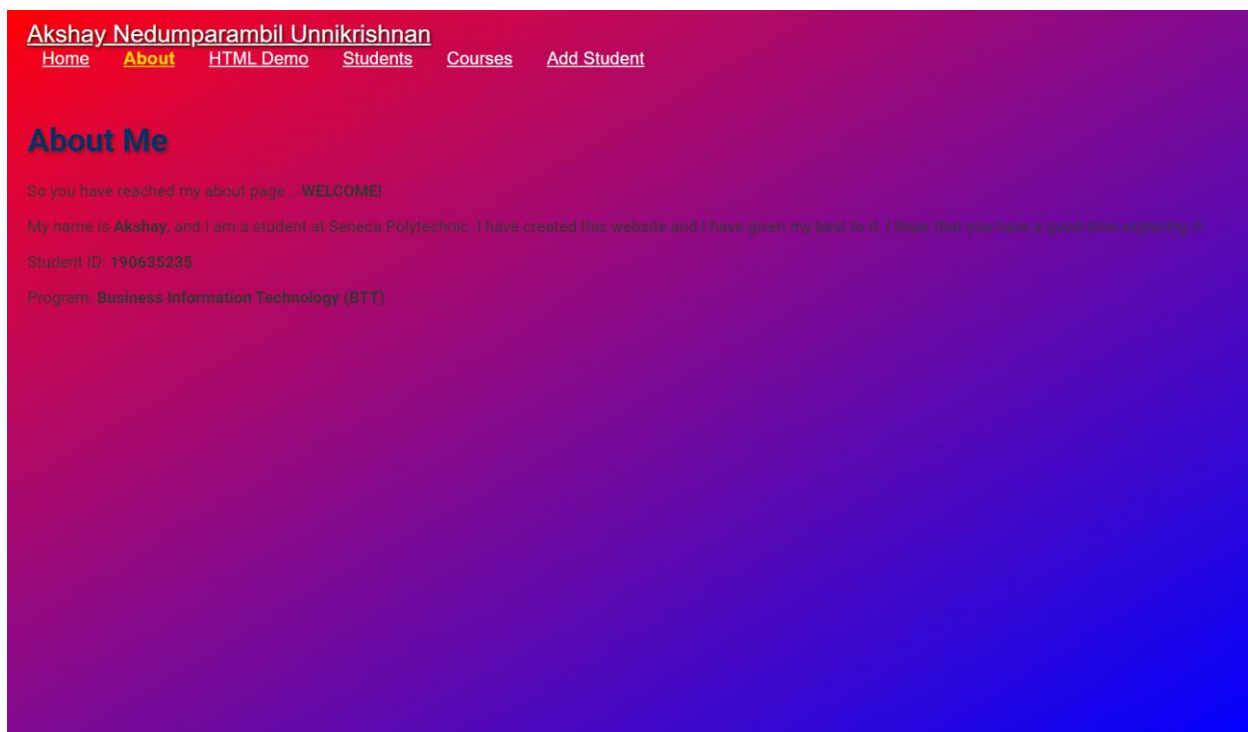 Akshay Nedumparambil Unnikrishnan
Home About HTML Demo Students Courses Add Student
About Me
So you have reached my about page .. WELCOME!
My name is Akshay, and I am a student at Seneca Polytechnic. I have created this website and I have given my best to it. I hope that you have a good time exploring it.
Student ID: 190635235
Program: Business Information Technology (BTT)